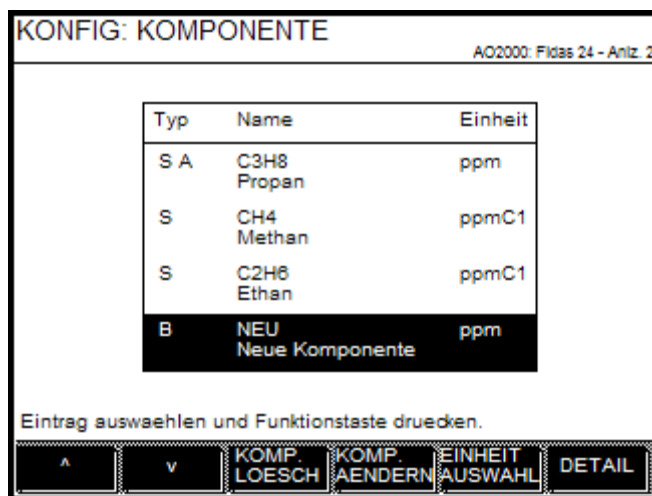 KONFIG: KOMPONENTE
AO2000: Fidas 24 - Anlz. 2
Typ Name Einheit
S A C3H8 ppm
Propan
S CH4 ppmC1
Methan
S C2H6 ppmC1
Ethan
B NEU ppm
Neue Komponente
Eintrag auswaehlen und Funktionstaste druecken.
^ v KOMP. LOESCH KOMP. AENDERN EINHEIT AUSWAHL DETAIL